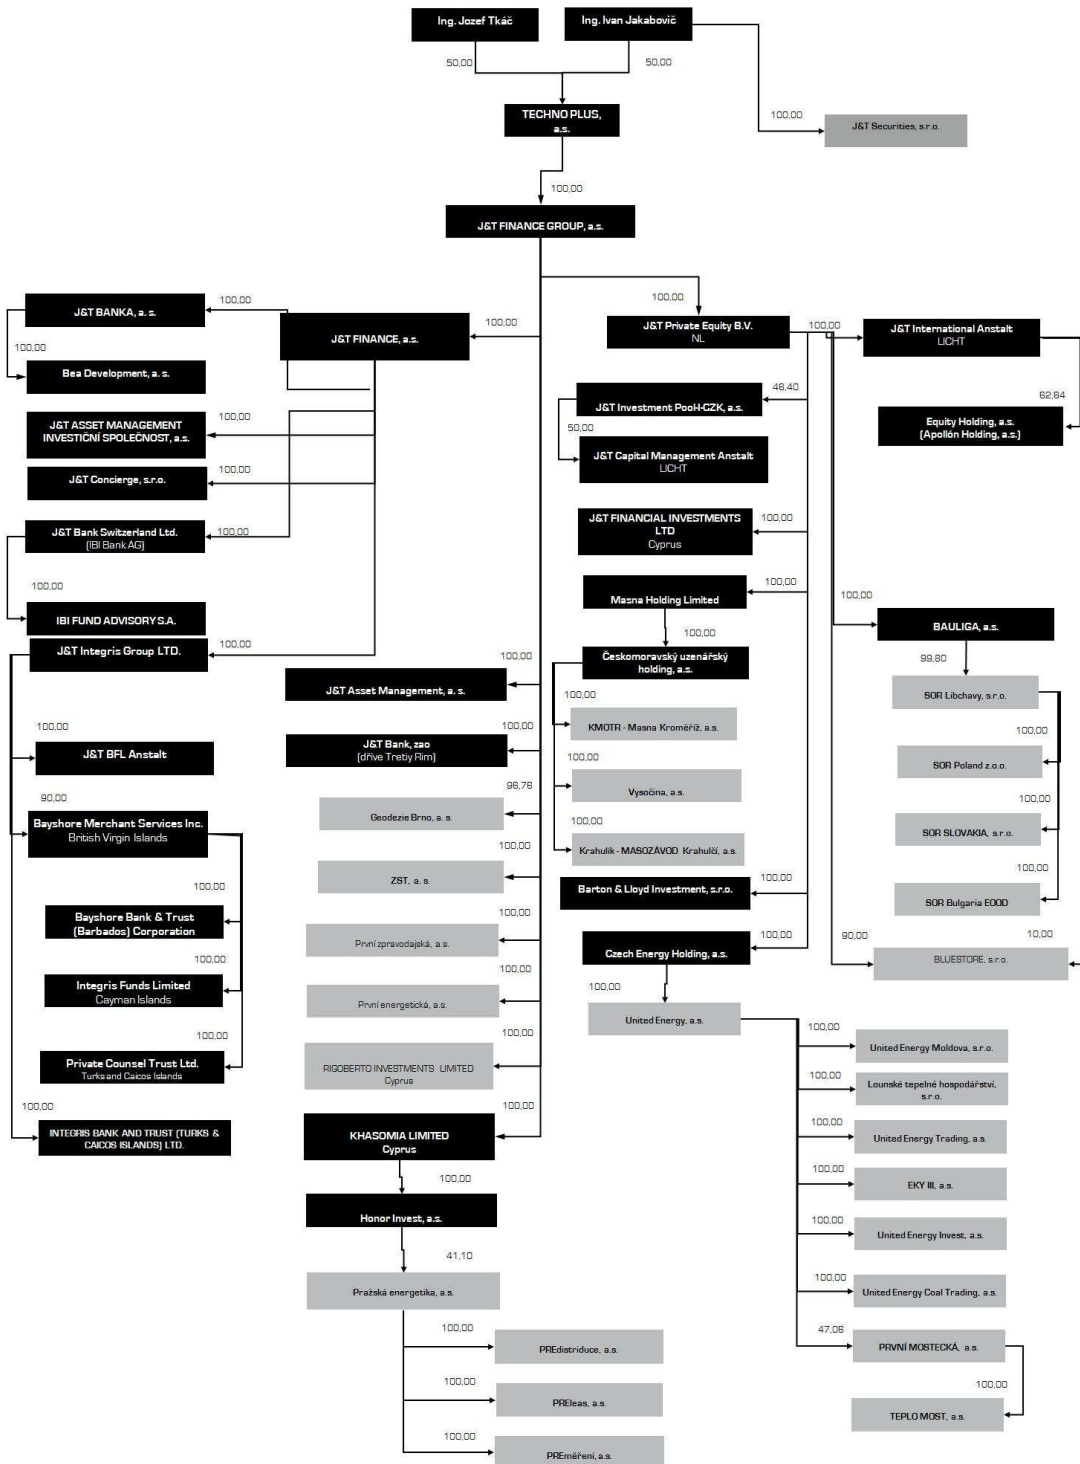 Ing. Jozef Tkáč
Ing. Ivan Jakabovič
50,00
50,00
TECHNO PLUS,
a.s.
100,00
J&T Securities, s.r.o.
100,00
J&T FINANCE GROUP, a.s.
J&T BANKA, a. s.
100,00
100,00
Bea Development, a. s.
J&T FINANCE, a.s.
100,00
100,00
J&T ASSET MANAGEMENT
INVESTIČNÍ SPOLEČNOST, a.s.
100,00
J&T Concierge, s.r.o.
100,00
J&T Bank Switzerland Ltd.
(IBI Bank AG)
100,00
100,00
IBI FUND ADVISORY S.A.
J&T Integris Group LTD.
100,00
100,00
J&T BFL Anstalt
90,00
Bayshore Merchant Services Inc.
British Virgin Islands
100,00
Bayshore Bank & Trust
(Barbados) Corporation
100,00
Integris Funds Limited
Cayman Islands
100,00
Private Counsel Trust Ltd.
Turks and Caicos Islands
100,00
INTEGRIS BANK AND TRUST (TURKS &
CAICOS ISLANDS) LTD.
100,00
J&T Asset Management, a. s.
100,00
J&T Bank, zao
(dříve Tretiy Rim)
96,76
Geodezie Brno, a. s.
100,00
ZST, a. s.
100,00
První zpravodajská, a.s.
100,00
První energetická, a.s.
100,00
RIGOBERTO INVESTMENTS LIMITED
Cyprus
100,00
KHASOMIA LIMITED
Cyprus
100,00
Honor Invest, a.s.
41,10
Pražská energetika, a.s.
100,00
PREdistriduce, a.s.
100,00
PREleas, a.s.
100,00
PREměření, a.s.
100,00
J&T Private Equity B.V.
NL
100,00
J&T International Anstalt
LICHT
62,64
Equity Holding, a.s.
(Apollón Holding, a.s.)
46,40
J&T Investment Pool-I-CZK, a.s.
50,00
J&T Capital Management Anstalt
LICHT
J&T FINANCIAL INVESTMENTS
LTD
Cyprus
100,00
Masna Holding Limited
100,00
100,00
Českomoravský uzenářský
holding, a.s.
100,00
KMOTR - Masna Kroměříž, a.s.
100,00
Vysočina, a.s.
100,00
Krahulík - MASOZÁVOD Krahulčí, a.s.
Barton & Lloyd Investment, s.r.o.
100,00
Czech Energy Holding, a.s.
100,00
100,00
United Energy, a.s.
100,00
BAULIGA, a.s.
99,80
SOR Libchavy, s.r.o.
100,00
SOR Poland z.o.o.
100,00
SOR SLOVAKIA, s.r.o.
100,00
SOR Bulgaria EOOD
90,00
10,00
BLUESTORE, s.r.o.
100,00
United Energy Moldova, s.r.o.
100,00
Lounské tepelné hospodářství,
s.r.o.
100,00
United Energy Trading, a.s.
100,00
EKY III, a.s.
100,00
United Energy Invest, a.s.
100,00
United Energy Coal Trading, a.s.
47,06
PRVNÍ MOSTECKÁ, a.s.
100,00
TEPLO MOST, a.s.